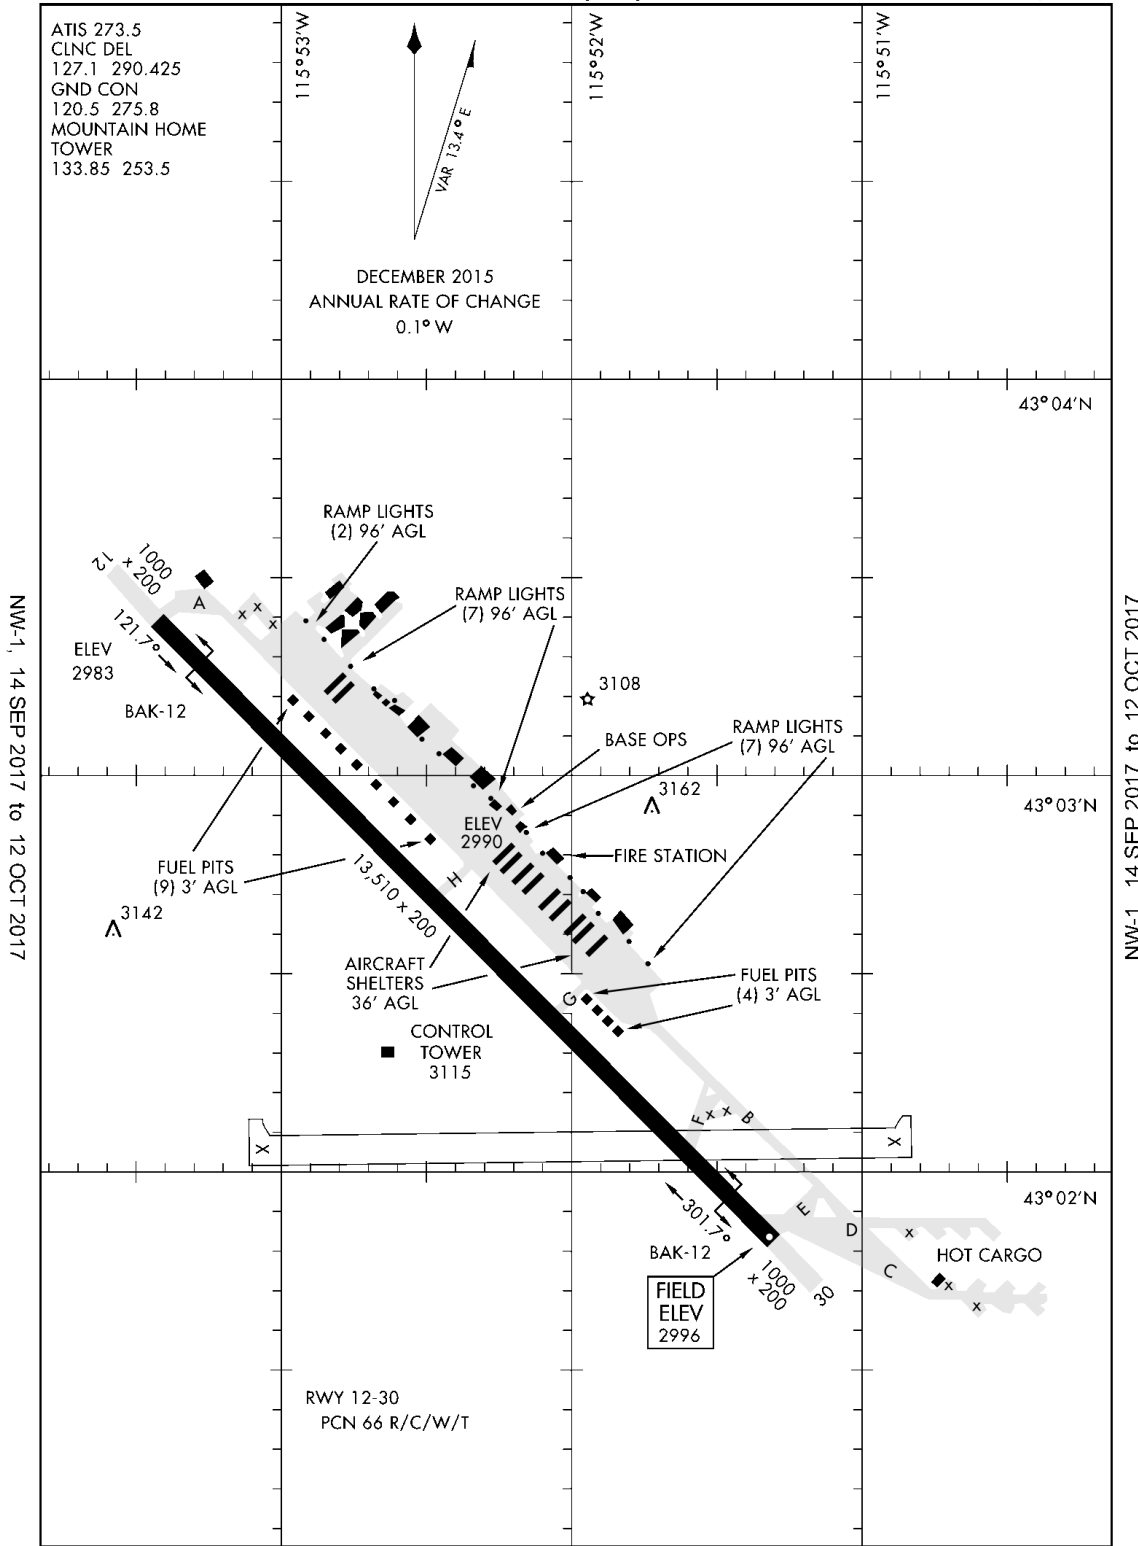 ATIS 273.5
CLNC DEL
127.1 290.425
GND CON
120.5 275.8
MOUNTAIN HOME
TOWER
133.85 253.5
115°53'W
115°52'W
115°51'W
VAR 13.4° E
DECEMBER 2015
ANNUAL RATE OF CHANGE
0.1° W
43°04'N
RAMP LIGHTS
(2) 96' AGL
12
1000
x 200
A
x
x
x
RAMP LIGHTS
(7) 96' AGL
121.7°
ELEV
2983
BAK-12
3108
BASE OPS
RAMP LIGHTS
(7) 96' AGL
3162
43°03'N
ELEV
2990
FIRE STATION
FUEL PITS
(9) 3' AGL
H
13,510 x 200
3142
AIRCRAFT
SHELTERS
36' AGL
G
FUEL PITS
(4) 3' AGL
CONTROL
TOWER
3115
F
x
x
B
X
X
43°02'N
301.7°
E
D
x
BAK-12
C
HOT CARGO
x
x
1000
x 200
30
FIELD
ELEV
2996
RWY 12-30
PCN 66 R/C/W/T
NW-1, 14 SEP 2017 to 12 OCT 2017
NW-1 14 SEP 2017 to 12 OCT 2017